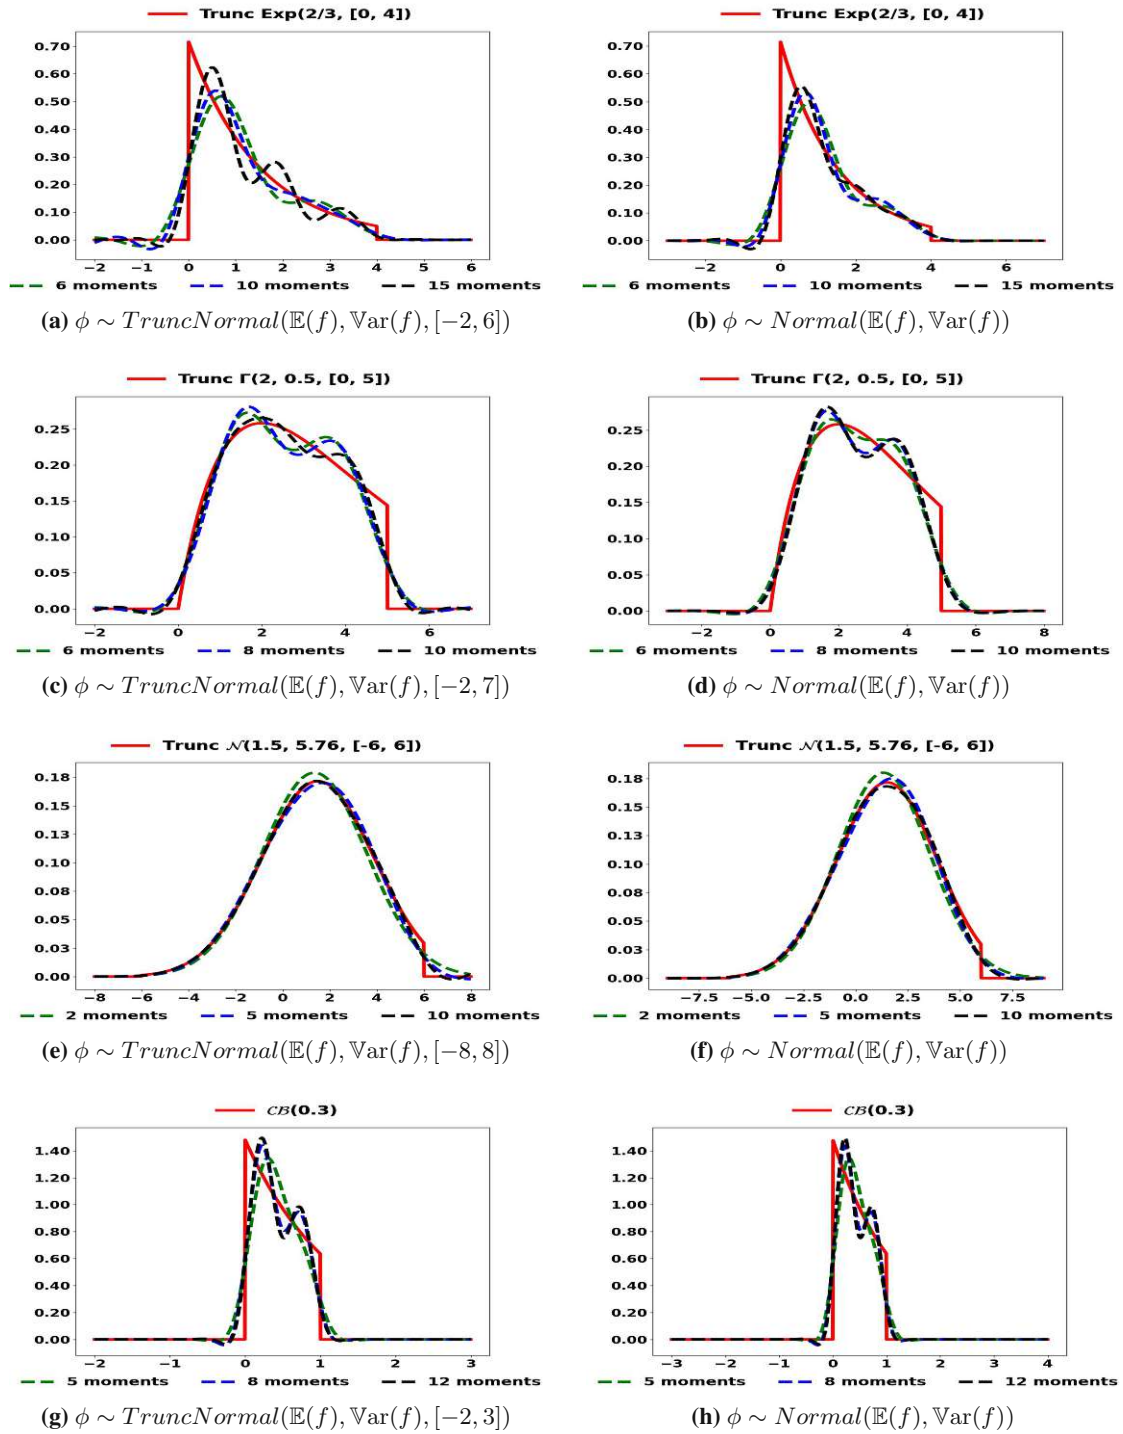 Trunc Exp(2/3, [0, 4])
0.70
0.60
0.50
0.40
0.30
0.20
0.10
0.00
−2 −1 0 1 2 3 4 5 6
6 moments 10 moments 15 moments
(a) ϕ ∼ TruncNormal(𝔼(f), 𝕍ar(f), [−2, 6])
Trunc Exp(2/3, [0, 4])
0.70
0.60
0.50
0.40
0.30
0.20
0.10
0.00
−2 0 2 4 6
6 moments 10 moments 15 moments
(b) ϕ ∼ Normal(𝔼(f), 𝕍ar(f))
Trunc Γ(2, 0.5, [0, 5])
0.25
0.20
0.15
0.10
0.05
0.00
−2 0 2 4 6
6 moments 8 moments 10 moments
(c) ϕ ∼ TruncNormal(𝔼(f), 𝕍ar(f), [−2, 7])
Trunc Γ(2, 0.5, [0, 5])
0.25
0.20
0.15
0.10
0.05
0.00
−2 0 2 4 6 8
6 moments 8 moments 10 moments
(d) ϕ ∼ Normal(𝔼(f), 𝕍ar(f))
Trunc 𝒩(1.5, 5.76, [-6, 6])
0.18
0.15
0.13
0.10
0.08
0.05
0.03
0.00
−8 −6 −4 −2 0 2 4 6 8
2 moments 5 moments 10 moments
(e) ϕ ∼ TruncNormal(𝔼(f), 𝕍ar(f), [−8, 8])
Trunc 𝒩(1.5, 5.76, [-6, 6])
0.18
0.15
0.13
0.10
0.08
0.05
0.03
0.00
−7.5 −5.0 −2.5 0.0 2.5 5.0 7.5
2 moments 5 moments 10 moments
(f) ϕ ∼ Normal(𝔼(f), 𝕍ar(f))
𝒞ℬ(0.3)
1.40
1.20
1.00
0.80
0.60
0.40
0.20
0.00
−2 −1 0 1 2 3
5 moments 8 moments 12 moments
(g) ϕ ∼ TruncNormal(𝔼(f), 𝕍ar(f), [−2, 3])
𝒞ℬ(0.3)
1.40
1.20
1.00
0.80
0.60
0.40
0.20
0.00
−3 −2 −1 0 1 2 3 4
5 moments 8 moments 12 moments
(h) ϕ ∼ Normal(𝔼(f), 𝕍ar(f))